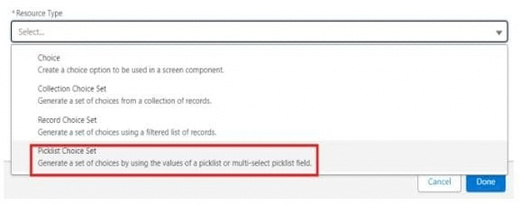 * Resource Type
Select...
Choice
Create a choice option to be used in a screen component.
Collection Choice Set
Generate a set of choices from a collection of records.
Record Choice Set
Generate a set of choices using a filtered list of records.
Picklist Choice Set
Generate a set of choices by using the values of a picklist or multi-select picklist field.
Cancel Done